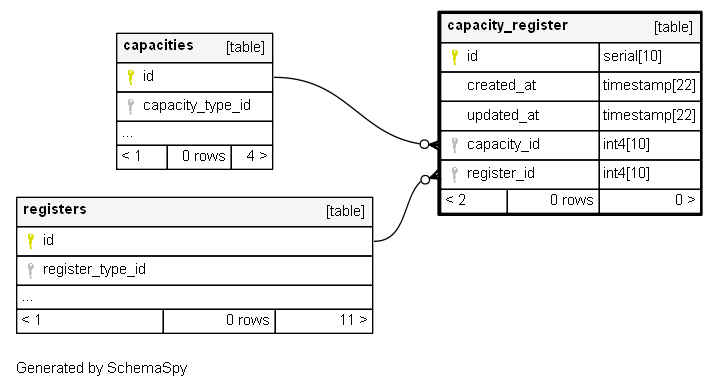 capacities [table]
id
capacity_type_id
...
< 1 0 rows 4 >
registers [table]
id
register_type_id
...
< 1 0 rows 11 >
capacity_register [table]
id serial[10]
created_at timestamp[22]
updated_at timestamp[22]
capacity_id int4[10]
register_id int4[10]
< 2 0 rows 0 >
Generated by SchemaSpy